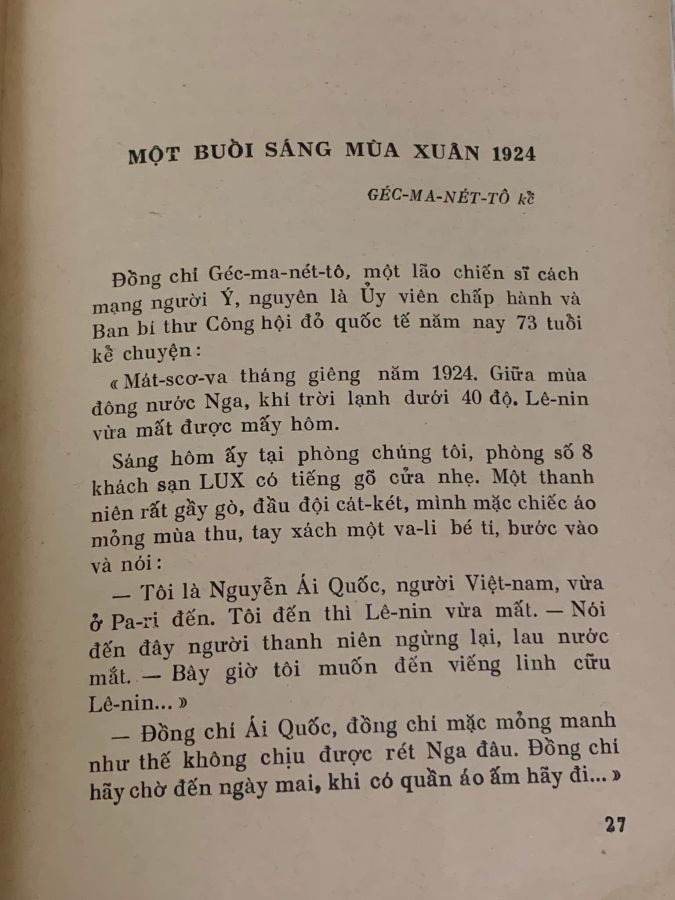 MỘT BUỔI SÁNG MÙA XUÂN 1924
GÉC-MA-NÉT-TÔ kể
Đồng chí Géc-ma-nét-tô, một lão chiến sĩ cách
mạng người Ý, nguyên là Ủy viên chấp hành và
Ban bí thư Công hội đỏ quốc tế năm nay 73 tuổi
kể chuyện :
« Mát-scơ-va tháng giêng năm 1924. Giữa mùa
đông nước Nga, khí trời lạnh dưới 40 độ. Lê-nin
vừa mất được mấy hôm.
Sáng hôm ấy tại phòng chúng tôi, phòng số 8
khách sạn LUX có tiếng gõ cửa nhẹ. Một thanh
niên rất gầy gò, đầu đội cát-két, mình mặc chiếc áo
mỏng mùa thu, tay xách một va-li bé tí, bước vào
và nói :
— Tôi là Nguyễn Ái Quốc, người Việt-nam, vừa
ở Pa-ri đến. Tôi đến thì Lê-nin vừa mất. — Nói
đến đây người thanh niên ngừng lại, lau nước
mắt. — Bây giờ tôi muốn đến viếng linh cữu
Lê-nin... »
— Đồng chí Ái Quốc, đồng chí mặc mỏng manh
như thế không chịu được rét Nga đâu. Đồng chí
hãy chờ đến ngày mai, khi có quần áo ấm hãy đi... »
27